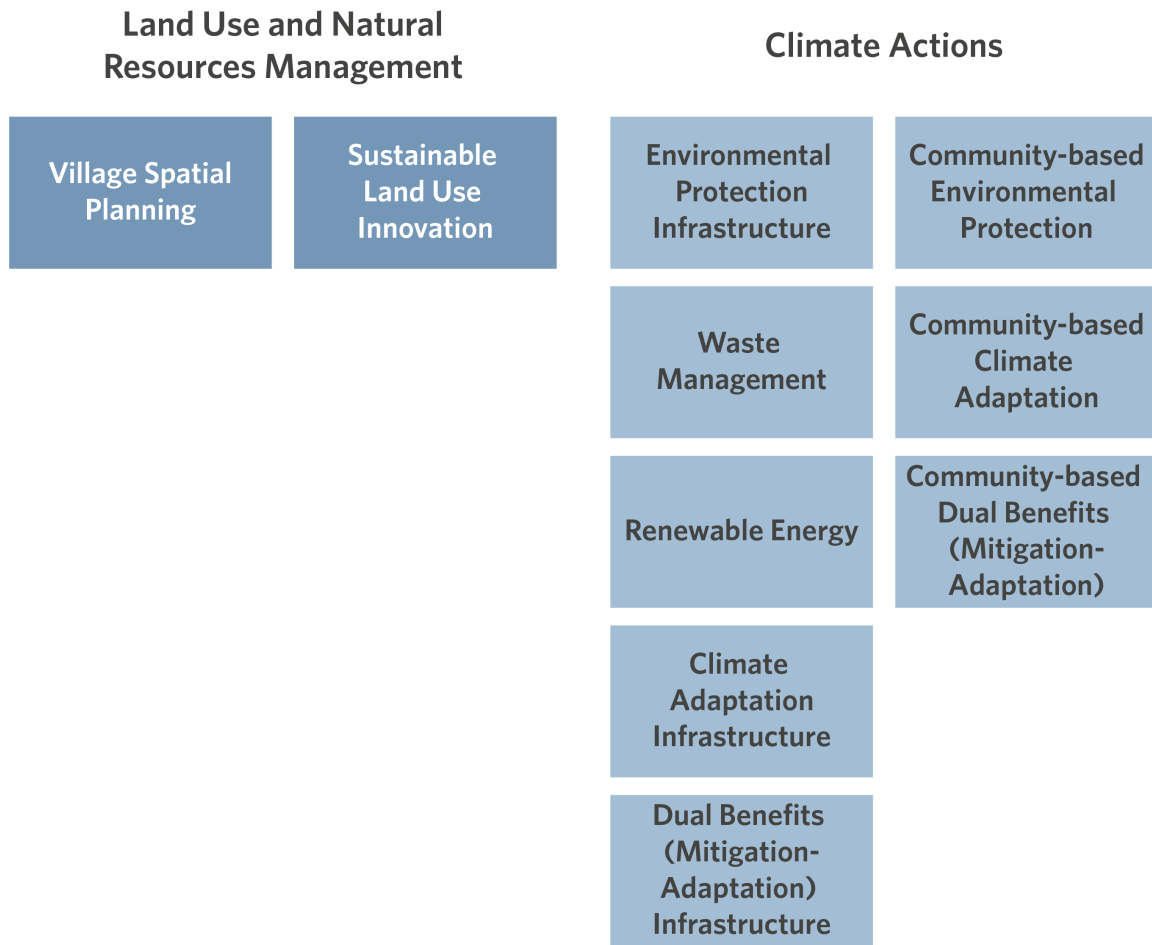 Land Use and Natural
Resources Management
Climate Actions
Village Spatial
Planning
Sustainable
Land Use
Innovation
Environmental
Protection
Infrastructure
Community-based
Environmental
Protection
Waste
Management
Community-based
Climate
Adaptation
Renewable Energy
Community-based
Dual Benefits
(Mitigation-
Adaptation)
Climate
Adaptation
Infrastructure
Dual Benefits
(Mitigation-
Adaptation)
Infrastructure